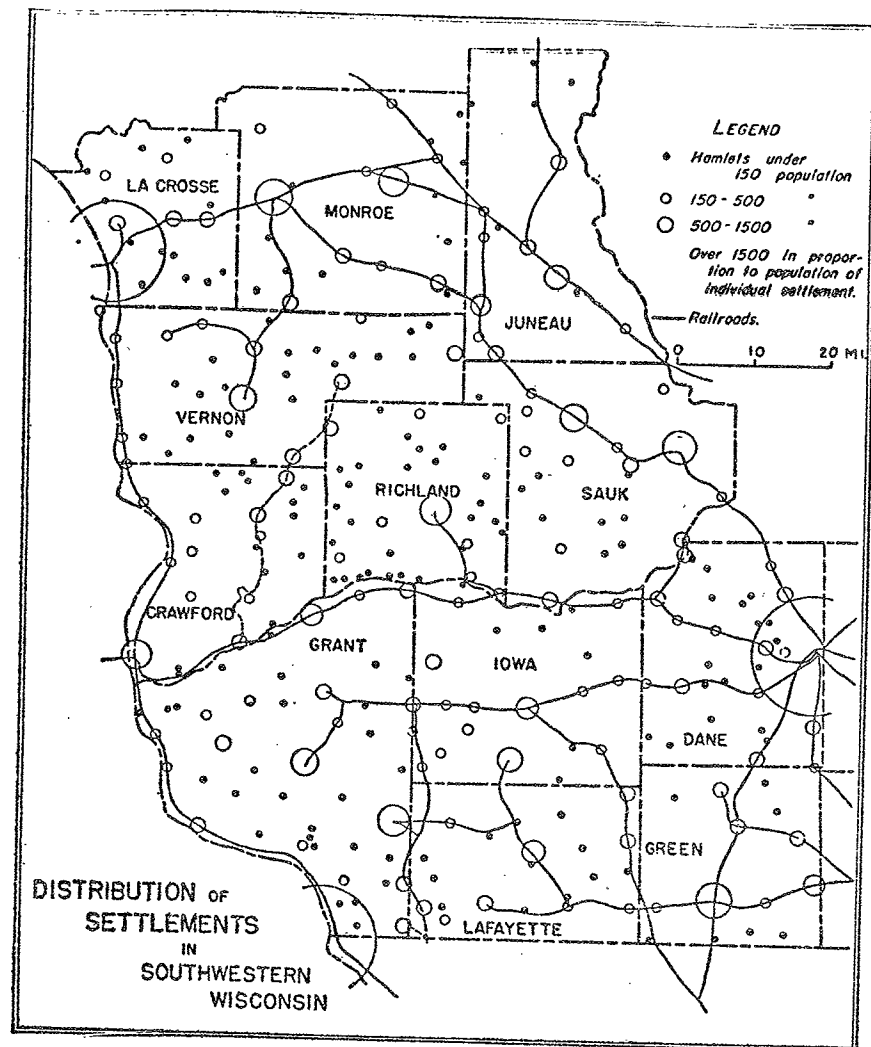 LEGEND
Hamlets under
150 population
150 - 500 "
500 - 1500 "
Over 1500 In propor-
tion to population of
individual settlement.
Railroads.
0 10 20 MI.
LA CROSSE
MONROE
JUNEAU
VERNON
RICHLAND
SAUK
CRAWFORD
GRANT
IOWA
DANE
GREEN
LAFAYETTE
DISTRIBUTION OF
SETTLEMENTS
IN
SOUTHWESTERN
WISCONSIN